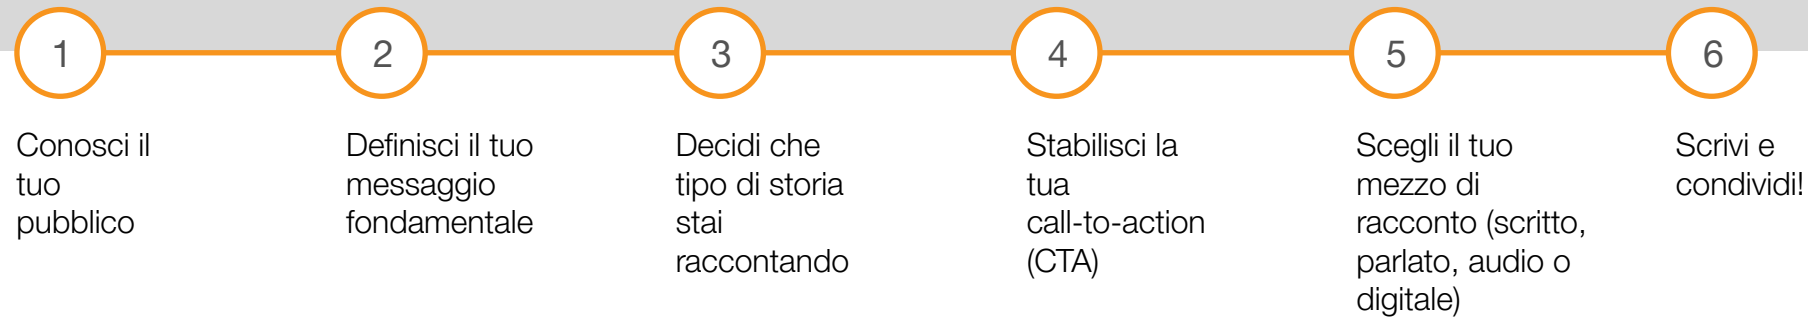 1
2
3
4
5
6
Conosci il
tuo
pubblico
Definisci il tuo
messaggio
fondamentale
Decidi che
tipo di storia
stai
raccontando
Stabilisci la
tua
call-to-action
(CTA)
Scegli il tuo
mezzo di
racconto (scritto,
parlato, audio o
digitale)
Scrivi e
condividi!